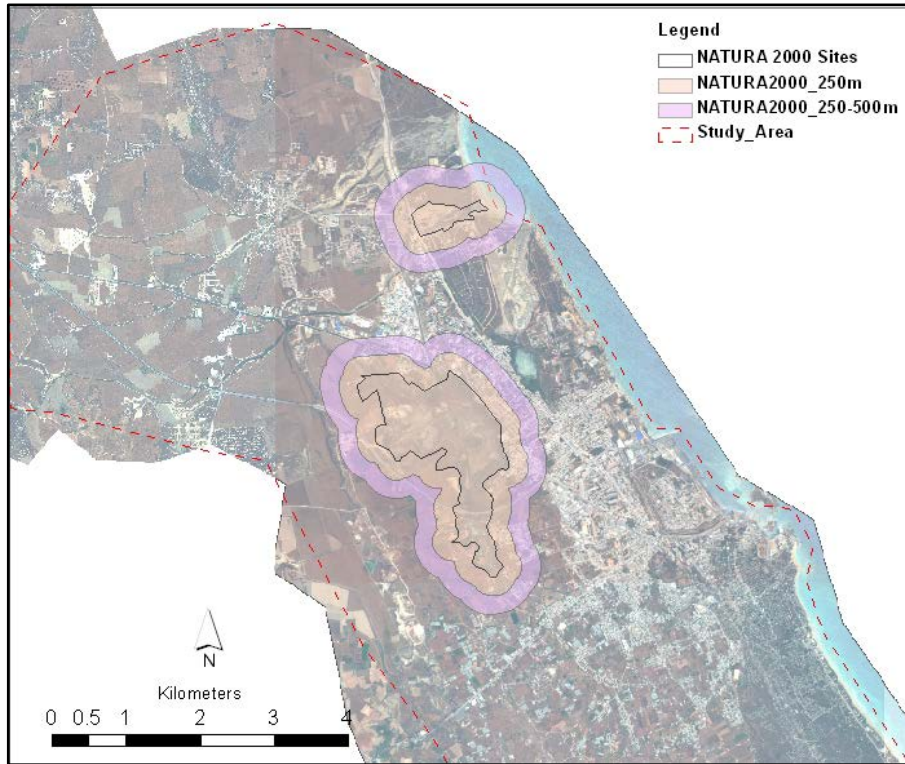 Legend
NATURA 2000 Sites
NATURA2000_250m
NATURA2000_250-500m
Study_Area
N
Kilometers
0 0.5 1 2 3 4